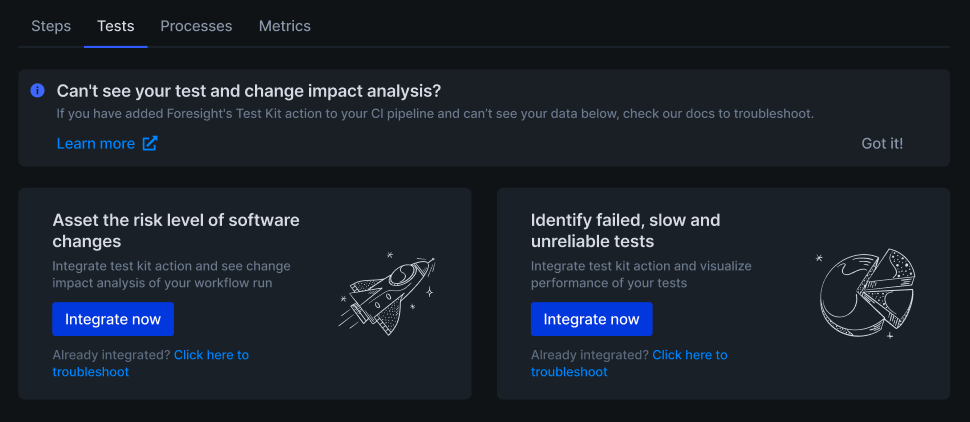 Steps Tests Processes Metrics
Can't see your test and change impact analysis?
If you have added Foresight's Test Kit action to your CI pipeline and can't see your data below, check our docs to troubleshoot.
Learn more
Got it!
Asset the risk level of software
changes
Integrate test kit action and see change
impact analysis of your workflow run
Integrate now
Already integrated? Click here to
troubleshoot
Identify failed, slow and
unreliable tests
Integrate test kit action and visualize
performance of your tests
Integrate now
Already integrated? Click here to
troubleshoot